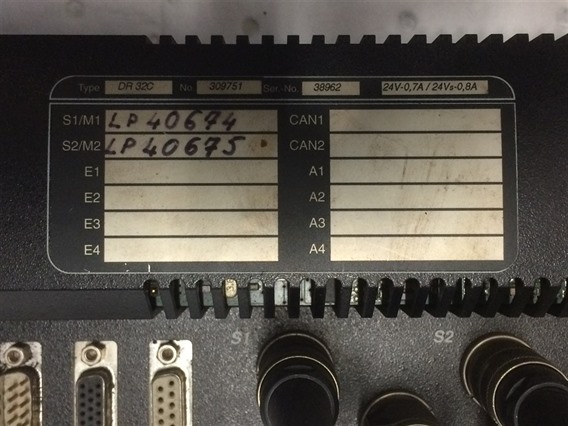 Type DR 32C No. 309751 Ser.-No. 38962 24V-0,7A / 24Vs-0,8A
S1/M1 LP 40674 CAN1
S2/M2 LP 40675 CAN2
E1 A1
E2 A2
E3 A3
E4 A4
S1 S2